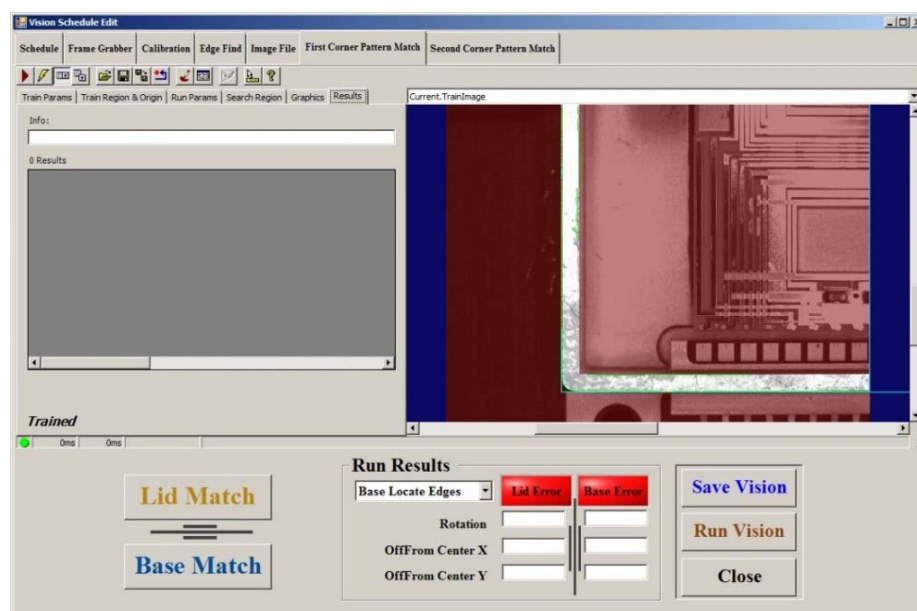 Vision Schedule Edit
Schedule Frame Grabber Calibration Edge Find Image File First Corner Pattern Match Second Corner Pattern Match
Train Params Train Region & Origin Run Params Search Region Graphics Results
Current.TrainImage
Info:
0 Results
Trained
0ms 0ms
Run Results
Lid Match
Base Locate Edges Lid Error Base Error
Save Vision
Rotation
Run Vision
OffFrom Center X
Base Match
OffFrom Center Y
Close